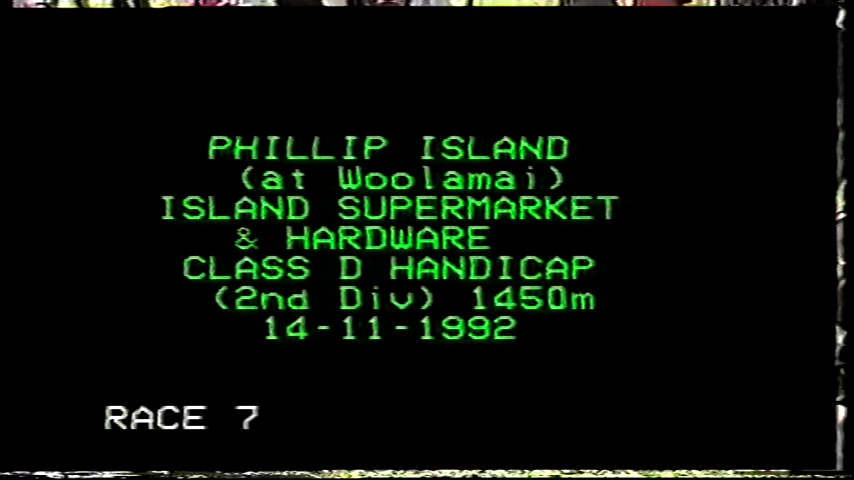 PHILLIP ISLAND
(at Woolamai)
ISLAND SUPERMARKET
& HARDWARE
CLASS D HANDICAP
(2nd Div) 1450m
14-11-1992
RACE 7